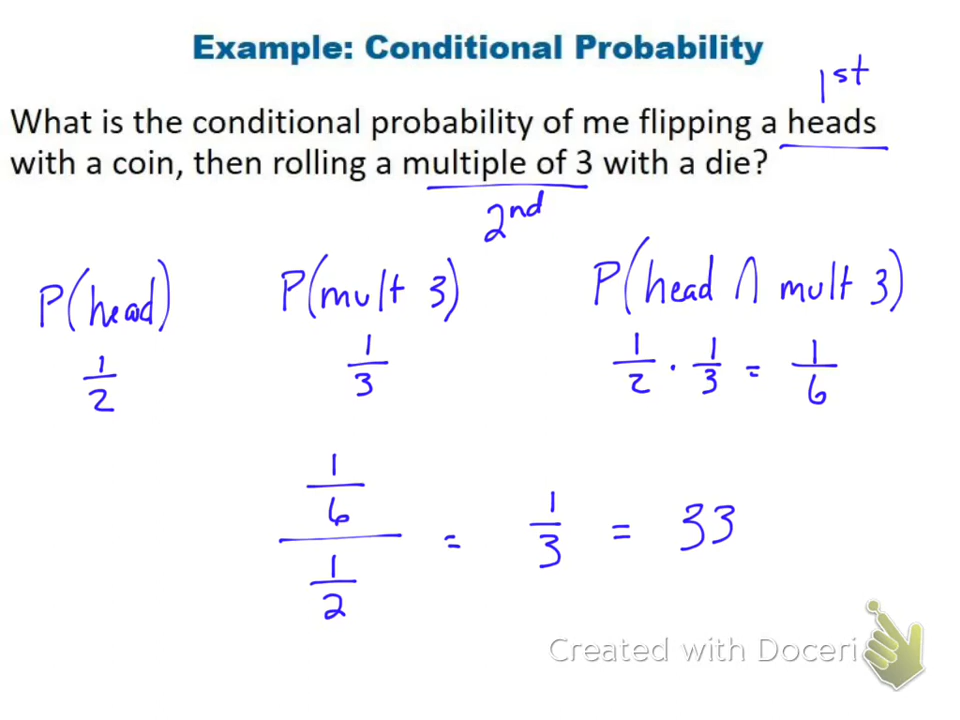 Example: Conditional Probability
1st
What is the conditional probability of me flipping a heads
with a coin, then rolling a multiple of 3 with a die?
2nd
P(head) P(mult 3) P(head ∩ mult 3)
1/2 1/3 1/2 · 1/3 = 1/6
1/6 / 1/2 = 1/3 = 33
Created with Doceri